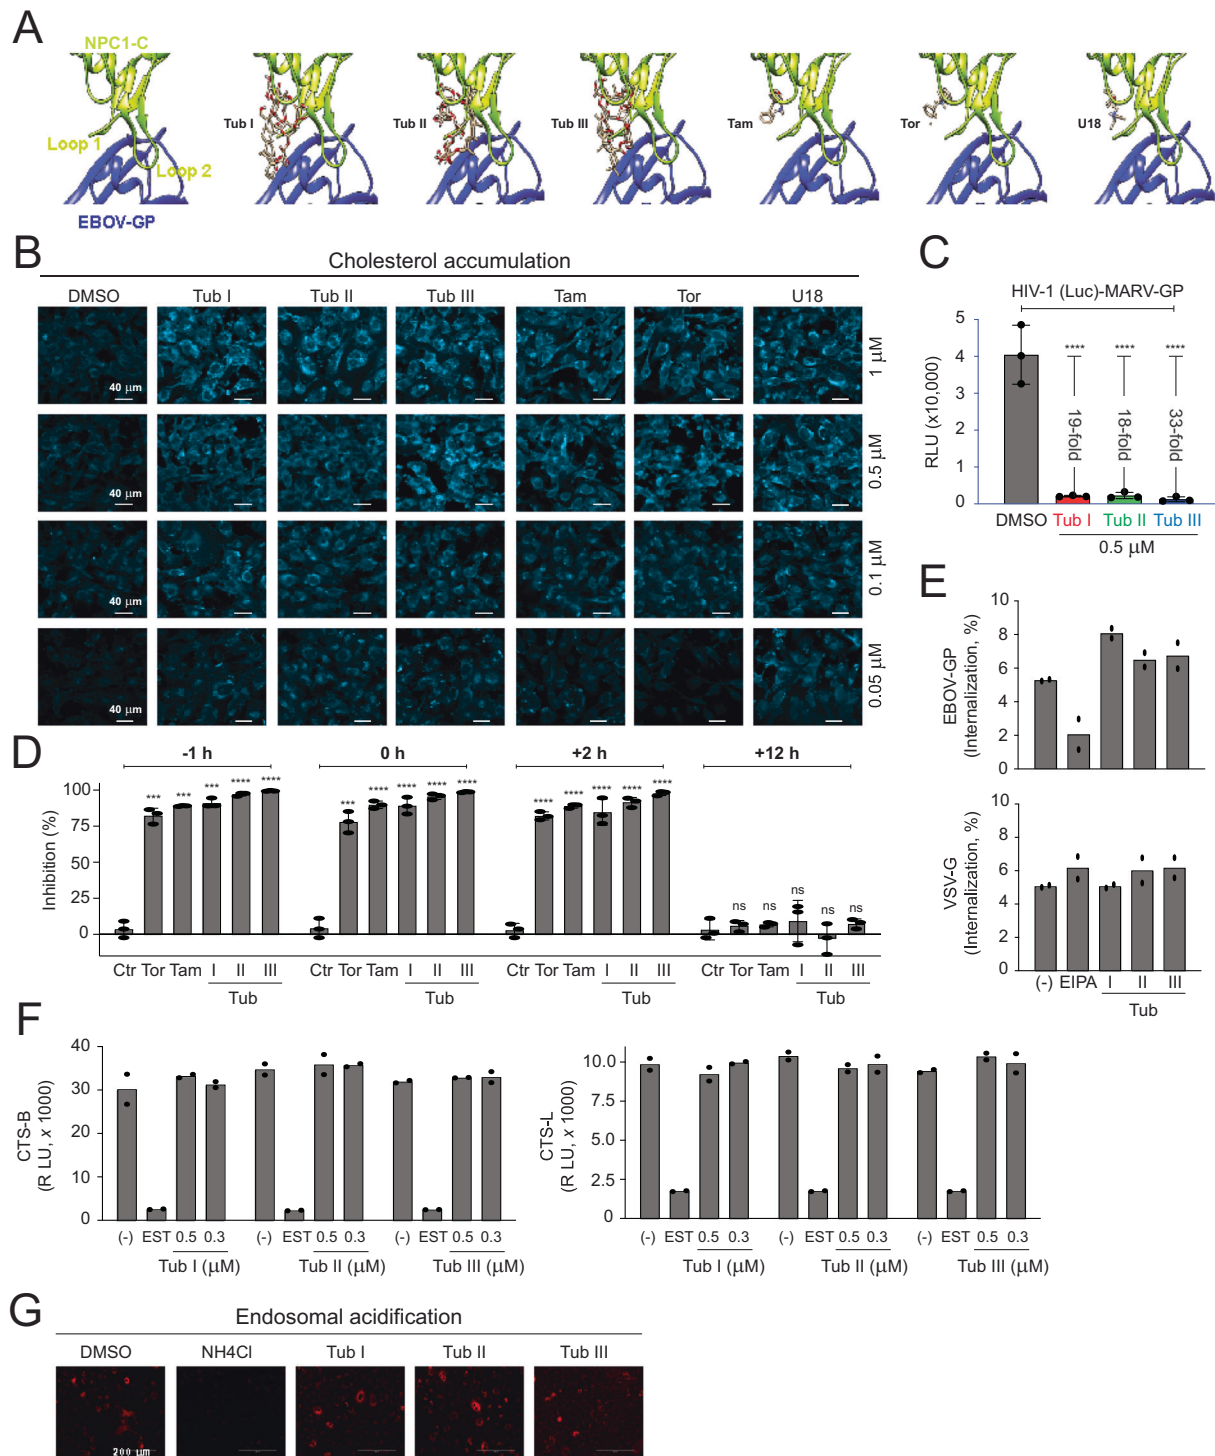 A
NPC1-C
Loop 1
Loop 2
EBOV-GP
Tub I
Tub II
Tub III
Tam
Tor
U18
B
Cholesterol accumulation
DMSO Tub I Tub II Tub III Tam Tor U18
40 µm
1 µM
40 µm
0.5 µM
40 µm
0.1 µM
40 µm
0.05 µM
C
HIV-1 (Luc)-MARV-GP
RLU (x10,000)
5
4
3
2
1
0
**** **** ****
19-fold
18-fold
33-fold
DMSO Tub I Tub II Tub III
0.5 µM
D
-1 h 0 h +2 h +12 h
Inhibition (%)
100
75
50
25
0
*** *** *** **** ****
*** **** **** **** ****
**** **** **** **** ****
ns ns ns ns ns
Ctr Tor Tam I II III
Tub
Ctr Tor Tam I II III
Tub
Ctr Tor Tam I II III
Tub
Ctr Tor Tam I II III
Tub
E
EBOV-GP
(Internalization, %)
10
8
6
4
2
0
VSV-G
(Internalization, %)
10
8
6
4
2
0
(-) EIPA I II III
Tub
F
CTS-B
(R LU, x 1000)
40
30
20
10
0
(-) EST 0.5 0.3
Tub I (µM)
(-) EST 0.5 0.3
Tub II (µM)
(-) EST 0.5 0.3
Tub III (µM)
CTS-L
(R LU, x 1000)
10.0
7.5
5.0
2.5
0
(-) EST 0.5 0.3
Tub I (µM)
(-) EST 0.5 0.3
Tub II (µM)
(-) EST 0.5 0.3
Tub III (µM)
G
Endosomal acidification
DMSO NH4Cl Tub I Tub II Tub III
200 µm